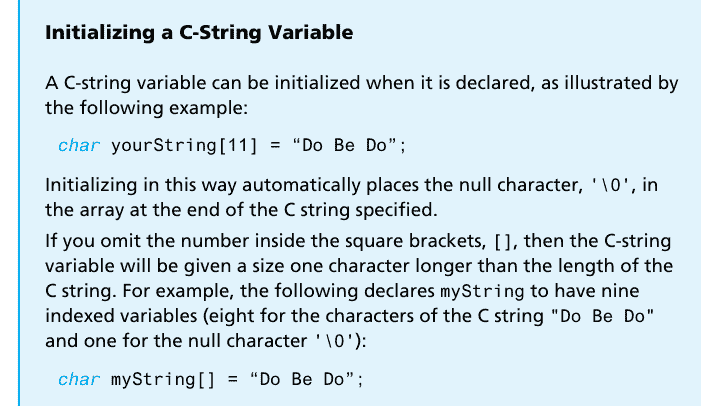 Initializing a C-String Variable
A C-string variable can be initialized when it is declared, as illustrated by
the following example:
char yourString[11] = “Do Be Do”;
Initializing in this way automatically places the null character, '\0', in
the array at the end of the C string specified.
If you omit the number inside the square brackets, [], then the C-string
variable will be given a size one character longer than the length of the
C string. For example, the following declares myString to have nine
indexed variables (eight for the characters of the C string "Do Be Do"
and one for the null character '\0'):
char myString[] = “Do Be Do”;